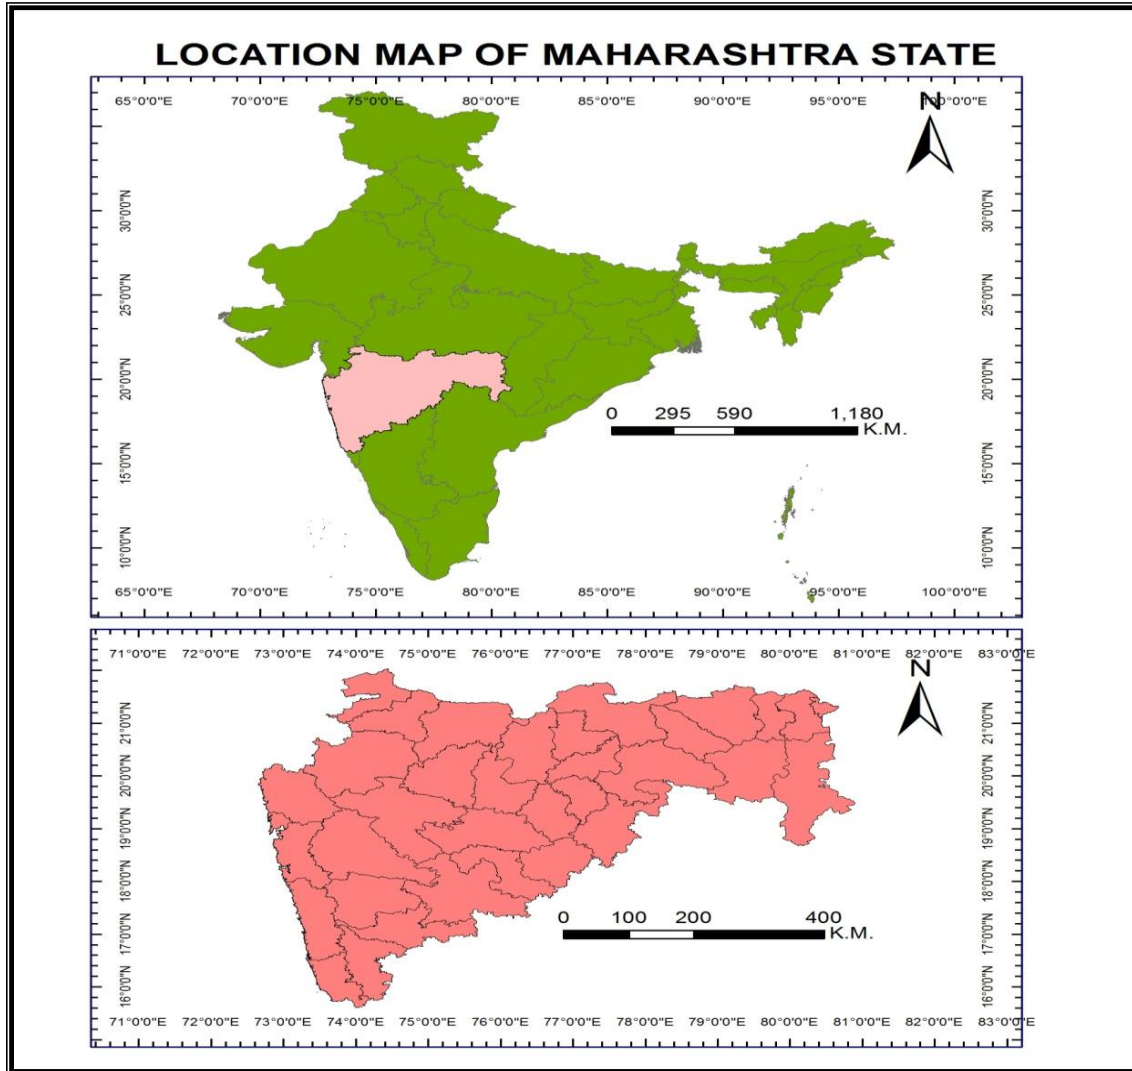 LOCATION MAP OF MAHARASHTRA STATE
65°0'0"E 70°0'0"E 75°0'0"E 80°0'0"E 85°0'0"E 90°0'0"E 95°0'0"E 100°0'0"E
N
30°0'0"N 30°0'0"N
25°0'0"N 25°0'0"N
20°0'0"N 20°0'0"N
0 295 590 1,180
K.M.
15°0'0"N 15°0'0"N
10°0'0"N 10°0'0"N
65°0'0"E 70°0'0"E 75°0'0"E 80°0'0"E 85°0'0"E 90°0'0"E 95°0'0"E 100°0'0"E
71°0'0"E 72°0'0"E 73°0'0"E 74°0'0"E 75°0'0"E 76°0'0"E 77°0'0"E 78°0'0"E 79°0'0"E 80°0'0"E 81°0'0"E 82°0'0"E 83°0'0"E
N
21°0'0"N 21°0'0"N
20°0'0"N 20°0'0"N
19°0'0"N 19°0'0"N
18°0'0"N 18°0'0"N
0 100 200 400
K.M.
17°0'0"N 17°0'0"N
16°0'0"N 16°0'0"N
71°0'0"E 72°0'0"E 73°0'0"E 74°0'0"E 75°0'0"E 76°0'0"E 77°0'0"E 78°0'0"E 79°0'0"E 80°0'0"E 81°0'0"E 82°0'0"E 83°0'0"E